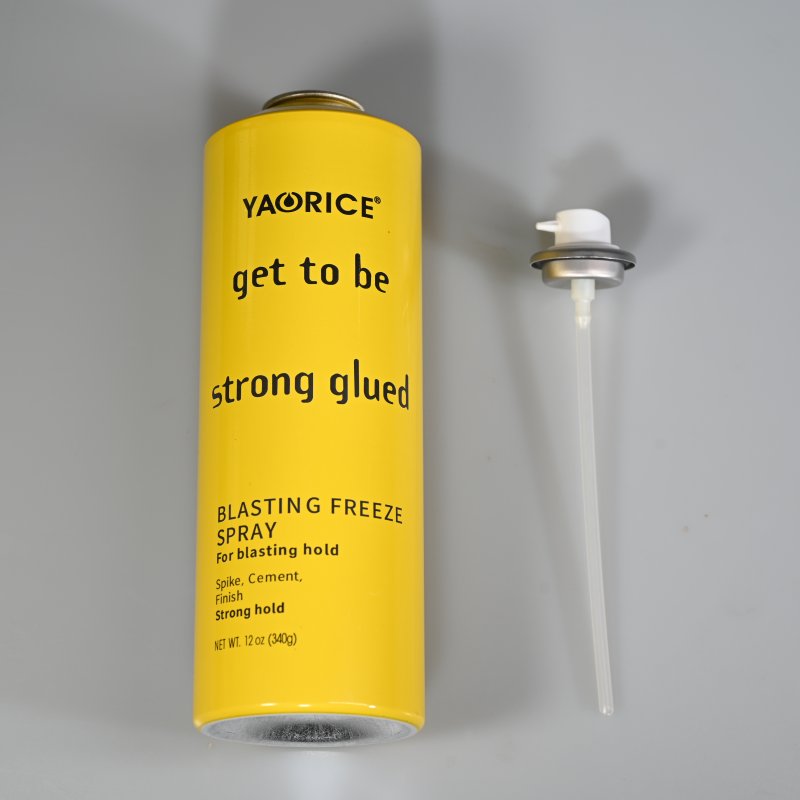 YAORICE®
get to be
strong glued
BLASTING FREEZE
SPRAY
For blasting hold
Spike, Cement,
Finish
Strong hold
NET WT. 12 oz (340g)